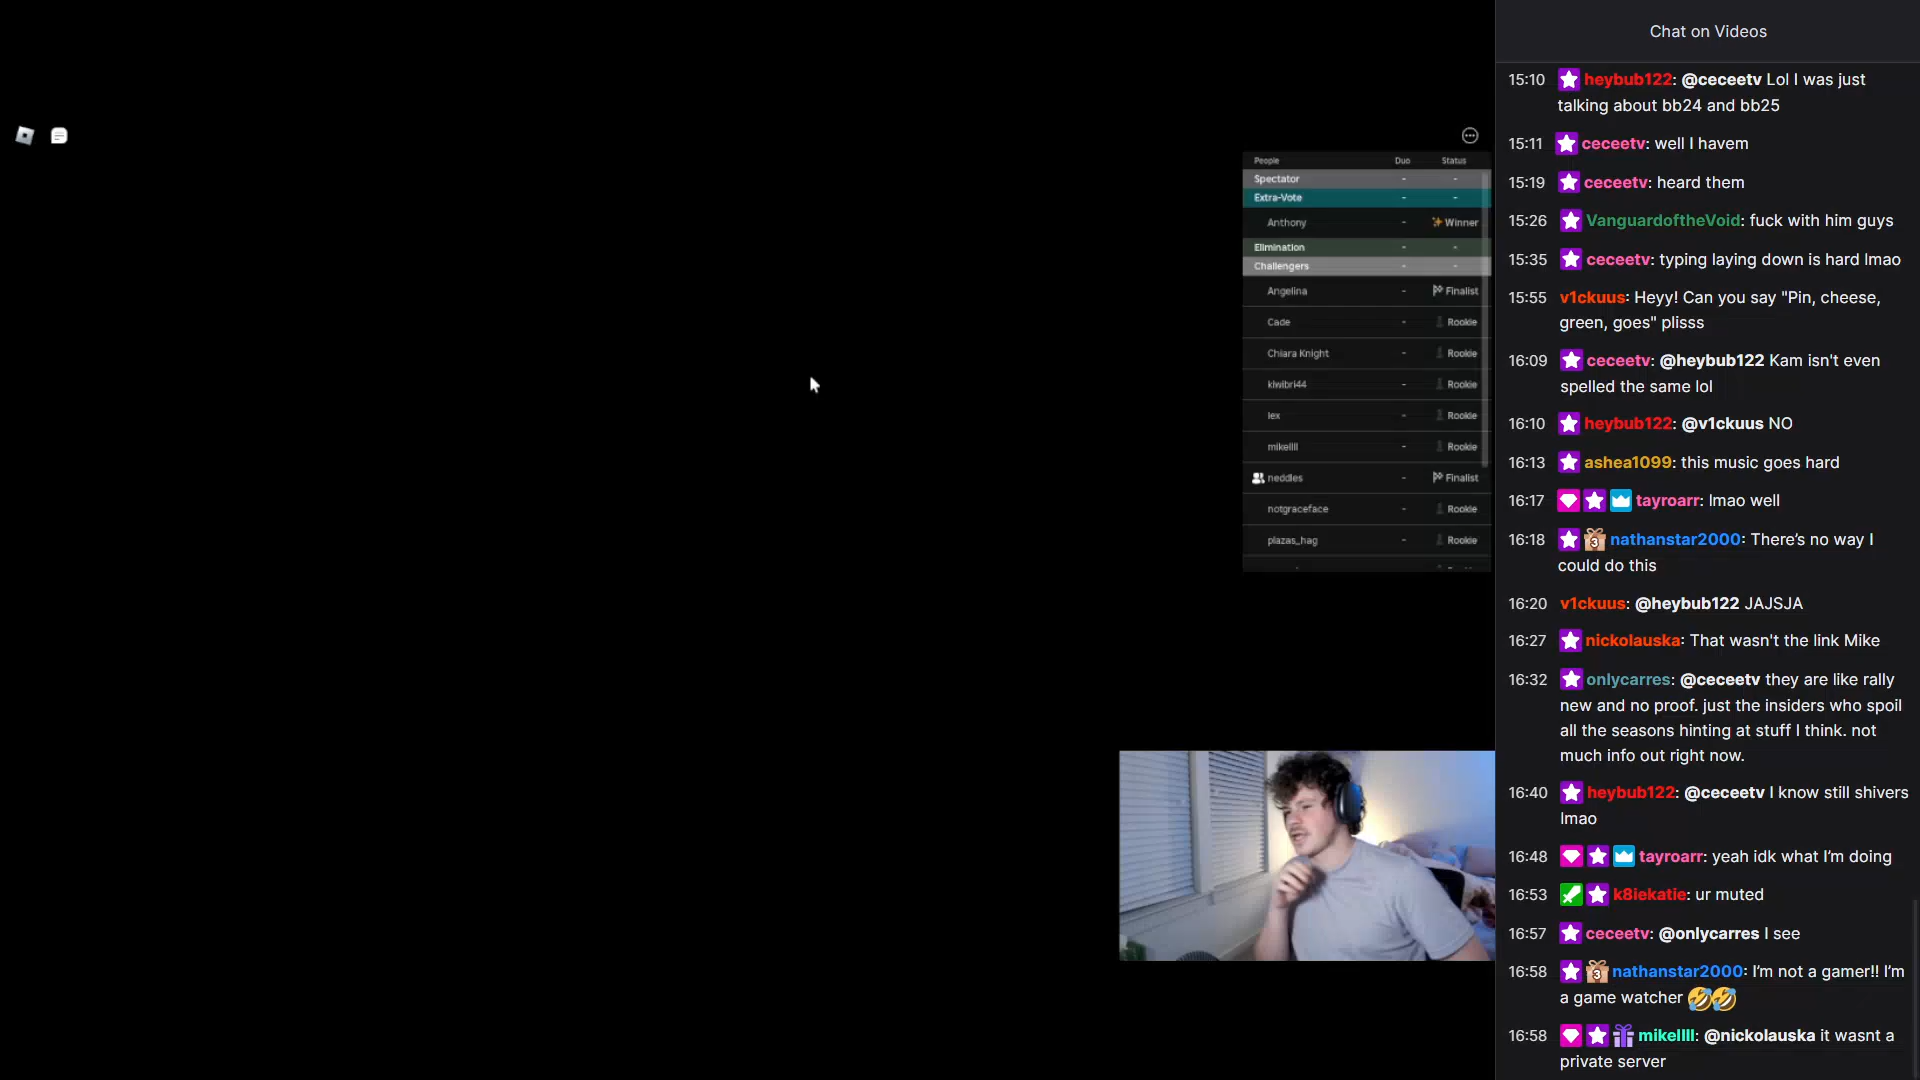 People Duo Status
Spectator - -
Extra-Vote - -
Anthony - ✨ Winner
Elimination - -
Challengers - -
Angelina - Finalist
Cade - Rookie
Chiara Knight - Rookie
kiwibri44 - Rookie
lex - Rookie
mikellll - Rookie
neddles - Finalist
notgraceface - Rookie
plazas_hag - Rookie
Chat on Videos
15:10 heybub122: @ceceetv Lol I was just
talking about bb24 and bb25
15:11 ceceetv: well I havem
15:19 ceceetv: heard them
15:26 VanguardoftheVoid: fuck with him guys
15:35 ceceetv: typing laying down is hard lmao
15:55 v1ckuus: Heyy! Can you say "Pin, cheese,
green, goes" plisss
16:09 ceceetv: @heybub122 Kam isn't even
spelled the same lol
16:10 heybub122: @v1ckuus NO
16:13 ashea1099: this music goes hard
16:17 tayroarr: lmao well
16:18 3 nathanstar2000: There's no way I
could do this
16:20 v1ckuus: @heybub122 JAJSJA
16:27 nickolauska: That wasn't the link Mike
16:32 onlycarres: @ceceetv they are like rally
new and no proof. just the insiders who spoil
all the seasons hinting at stuff I think. not
much info out right now.
16:40 heybub122: @ceceetv I know still shivers
lmao
16:48 tayroarr: yeah idk what I'm doing
16:53 k8iekatie: ur muted
16:57 ceceetv: @onlycarres I see
16:58 3 nathanstar2000: I'm not a gamer!! I'm
a game watcher 🤣🤣
16:58 mikellll: @nickolauska it wasnt a
private server